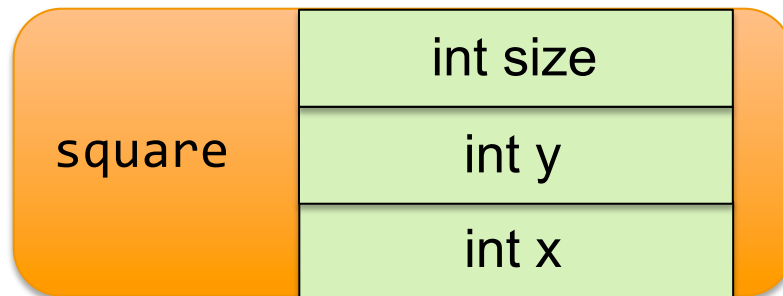 int size
square
int y
int x